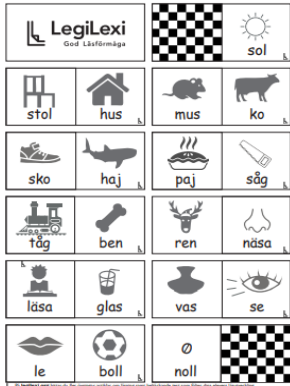 LegiLexi
God Läsförmåga
sol
stol hus mus ko
sko haj paj såg
tåg ben ren näsa
läsa glas vas se
le boll noll